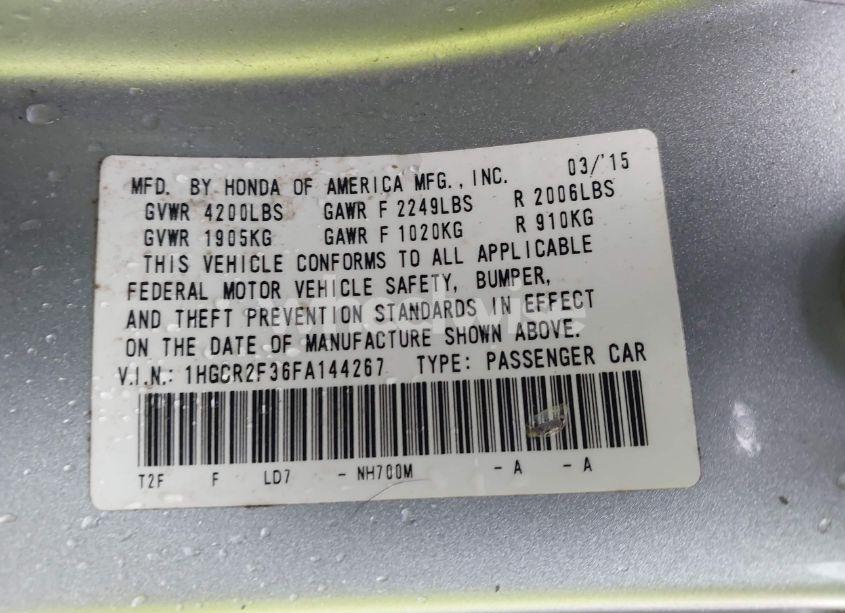 MFD. BY HONDA OF AMERICA MFG., INC. 03/'15
GVWR 4200LBS GAWR F 2249LBS R 2006LBS
GVWR 1905KG GAWR F 1020KG R 910KG
THIS VEHICLE CONFORMS TO ALL APPLICABLE
FEDERAL MOTOR VEHICLE SAFETY, BUMPER,
AND THEFT PREVENTION STANDARDS IN EFFECT
ON THE DATE OF MANUFACTURE SHOWN ABOVE.
V.I.N.: 1HGCR2F36FA144267 TYPE: PASSENGER CAR
T2F F LD7 - NH700M - A - A